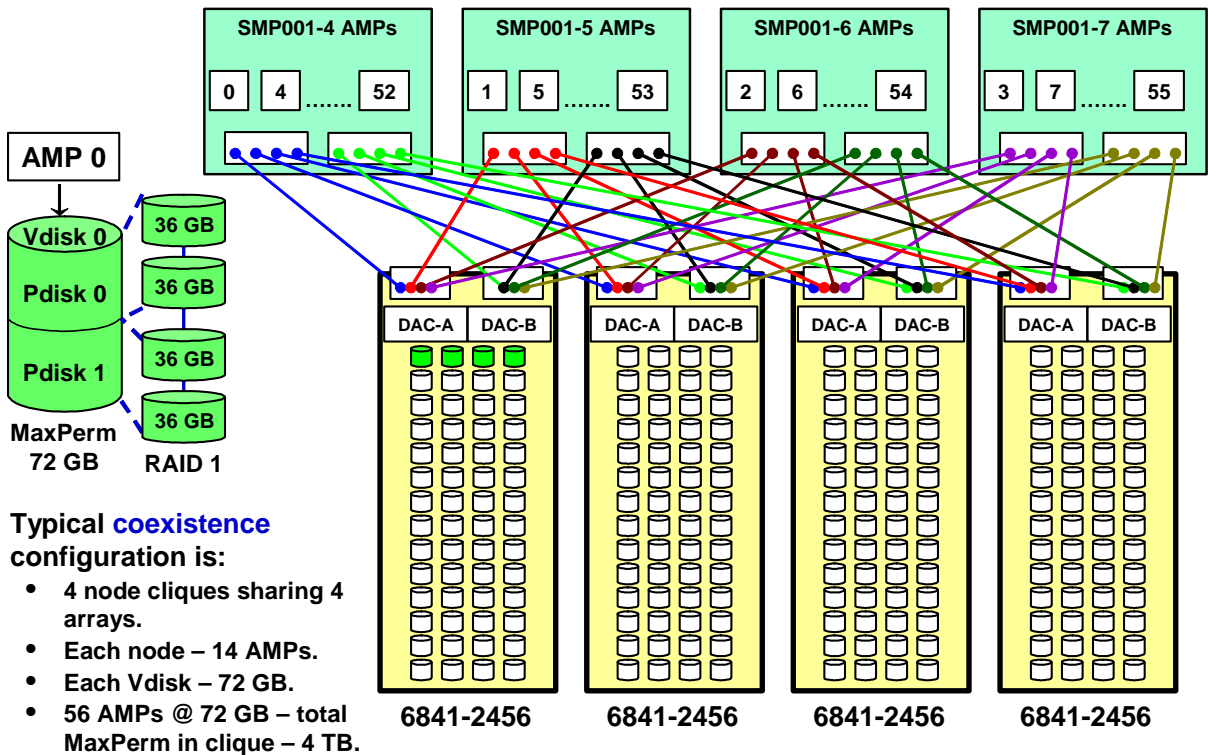 SMP001-4 AMPs
0 4 ....... 52
SMP001-5 AMPs
1 5 ....... 53
SMP001-6 AMPs
2 6 ....... 54
SMP001-7 AMPs
3 7 ....... 55
AMP 0
Vdisk 0
Pdisk 0
Pdisk 1
MaxPerm
72 GB
36 GB
36 GB
36 GB
36 GB
RAID 1
DAC-A DAC-B
DAC-A DAC-B
DAC-A DAC-B
DAC-A DAC-B
6841-2456
6841-2456
6841-2456
6841-2456
Typical coexistence
configuration is:
• 4 node cliques sharing 4
arrays.
• Each node – 14 AMPs.
• Each Vdisk – 72 GB.
• 56 AMPs @ 72 GB – total
MaxPerm in clique – 4 TB.